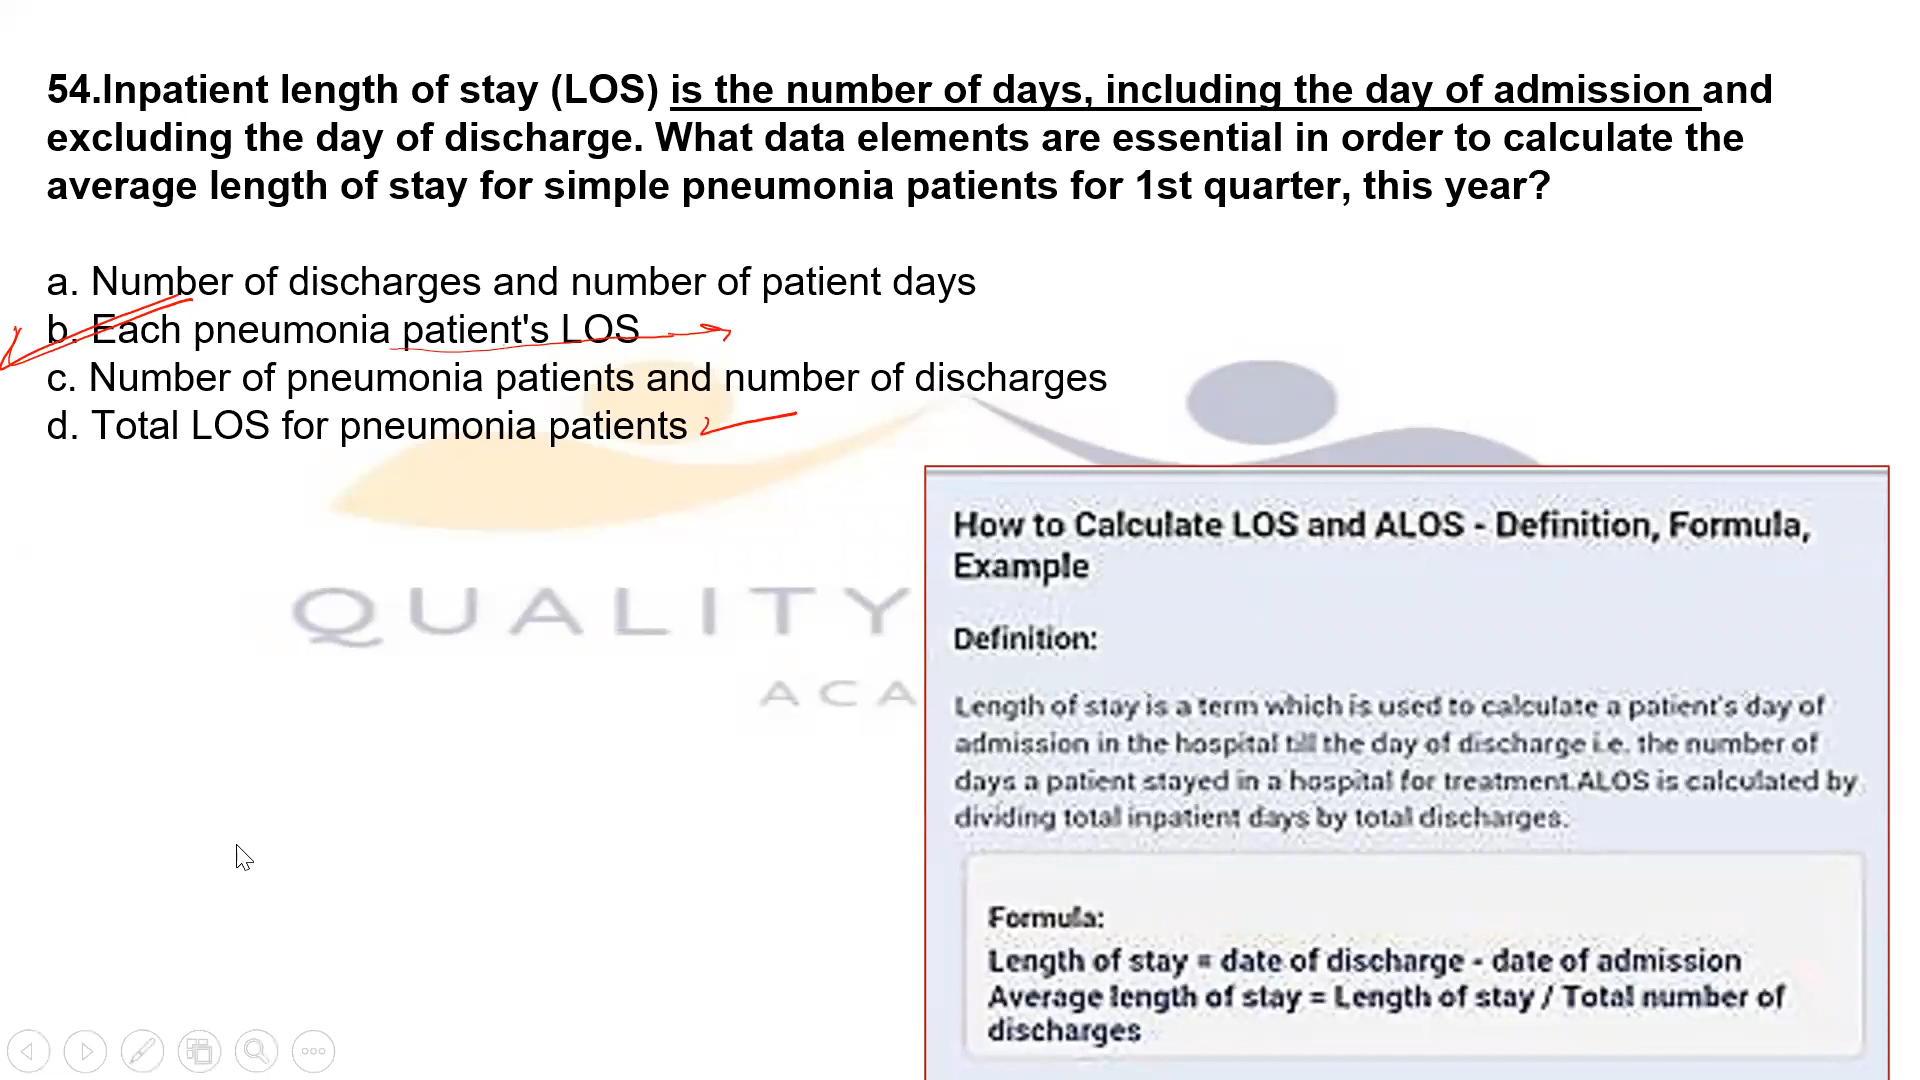 54.Inpatient length of stay (LOS) is the number of days, including the day of admission and
excluding the day of discharge. What data elements are essential in order to calculate the
average length of stay for simple pneumonia patients for 1st quarter, this year?
a. Number of discharges and number of patient days
b. Each pneumonia patient's LOS
c. Number of pneumonia patients and number of discharges
d. Total LOS for pneumonia patients
QUALITY
ACA
How to Calculate LOS and ALOS - Definition, Formula,
Example
Definition:
Length of stay is a term which is used to calculate a patient's day of
admission in the hospital till the day of discharge i.e. the number of
days a patient stayed in a hospital for treatment.ALOS is calculated by
dividing total inpatient days by total discharges.
Formula:
Length of stay = date of discharge - date of admission
Average length of stay = Length of stay / Total number of
discharges